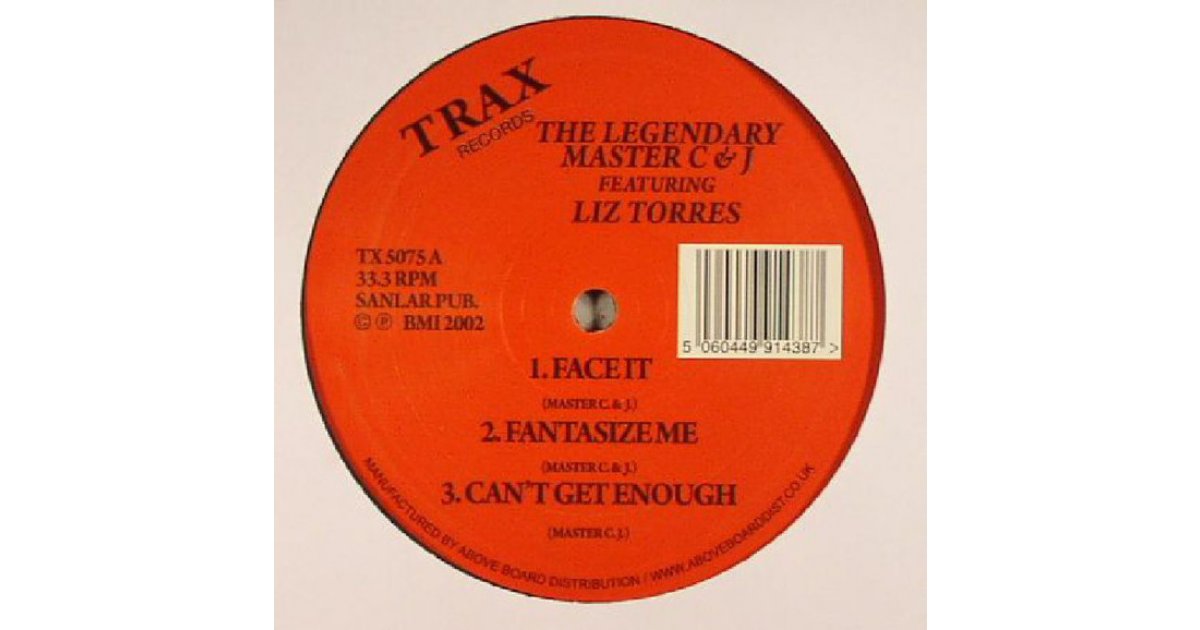 TRAX
RECORDS
THE LEGENDARY
MASTER C & J
FEATURING
LIZ TORRES
TX 5075 A
33.3 RPM
SANLAR PUB.
© ℗ BMI 2002
5 060449 914387 >
1. FACE IT
(MASTER C. & J.)
2. FANTASIZE ME
(MASTER C. & J.)
3. CAN'T GET ENOUGH
(MASTER C. J.)
MANUFACTURED BY ABOVE BOARD DISTRIBUTION / WWW.ABOVEBOARDDIST.CO.UK